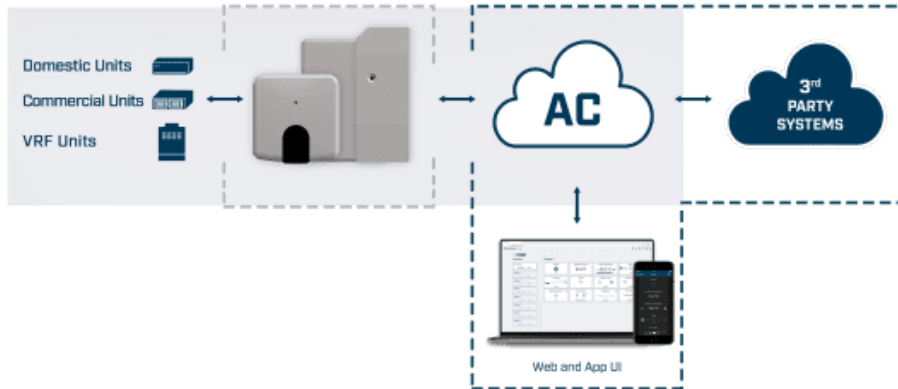 Domestic Units
Commercial Units
VRF Units
AC
3rd
PARTY
SYSTEMS
Web and App UI